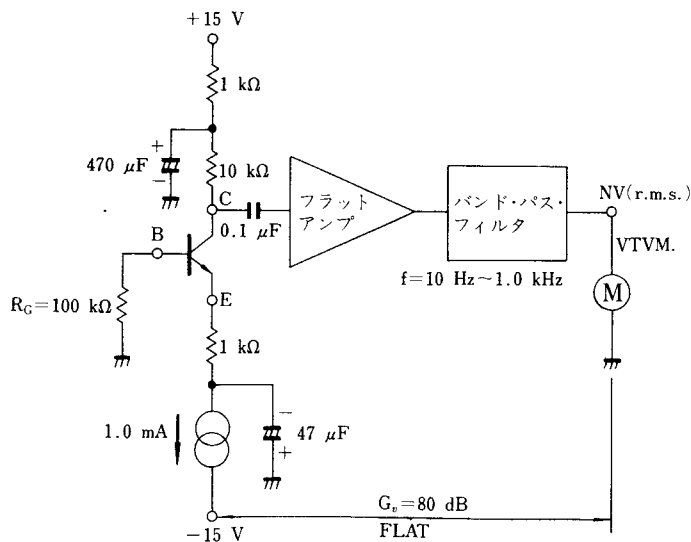 +15 V
1 kΩ
+
470 μF
−
10 kΩ
C
0.1 μF
フラット
アンプ
バンド・パス・
フィルタ
f=10 Hz～1.0 kHz
NV(r.m.s.)
VTVM.
M
B
R_G=100 kΩ
E
1 kΩ
1.0 mA
−
47 μF
+
−15 V
G_v=80 dB
FLAT